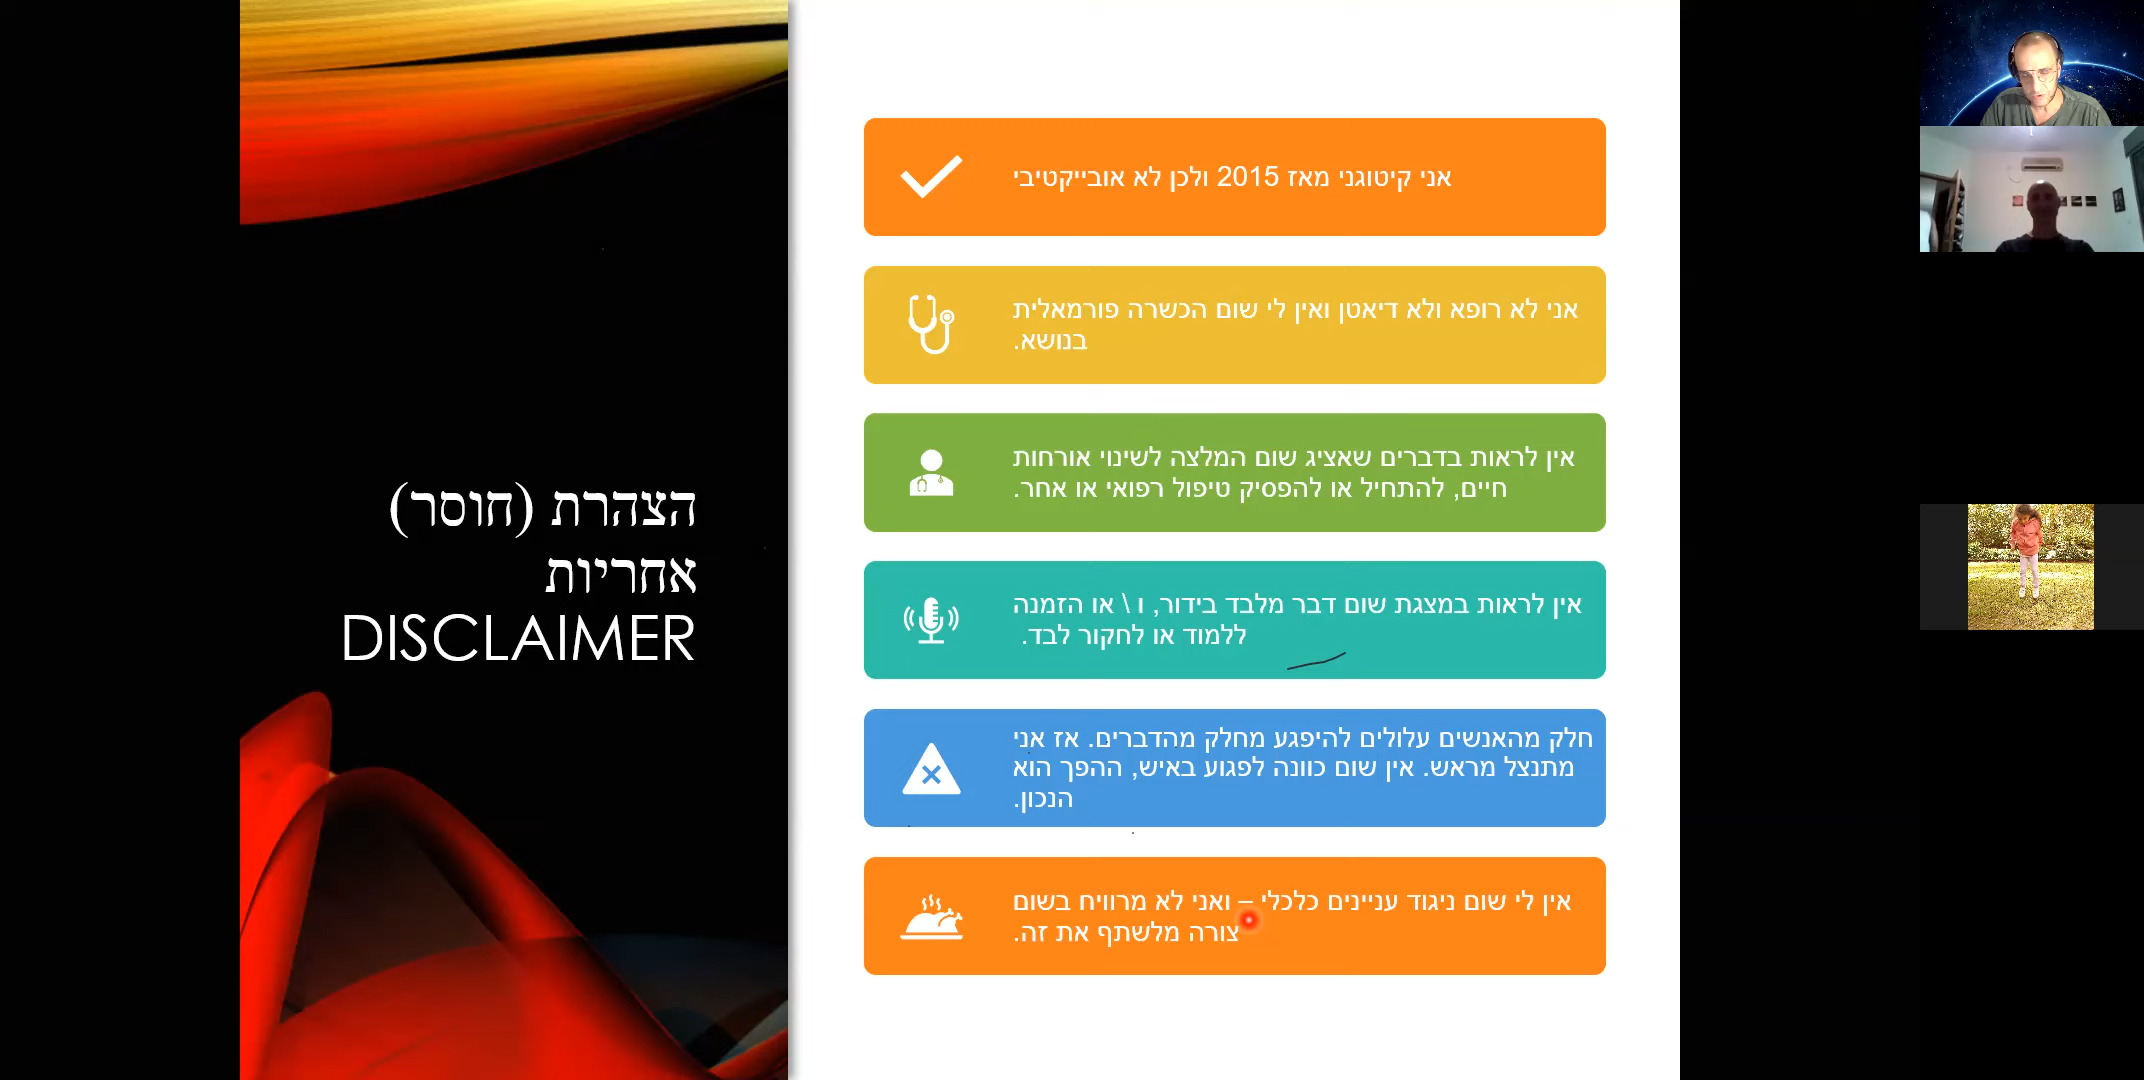 הצהרת (חוסר)
אחריות
DISCLAIMER
אני קיטוגני מאז 2015 ולכן לא אובייקטיבי
אני לא רופא ולא דיאטן ואין לי שום הכשרה פורמאלית
בנושא.
אין לראות בדברים שאציג שום המלצה לשינוי אורחות
חיים, להתחיל או להפסיק טיפול רפואי או אחר.
אין לראות במצגת שום דבר מלבד בידור, ו \ או הזמנה
ללמוד או לחקור לבד.
חלק מהאנשים עלולים להיפגע מחלק מהדברים. אז אני
מתנצל מראש. אין שום כוונה לפגוע באיש, ההפך הוא
הנכון.
אין לי שום ניגוד עניינים כלכלי – ואני לא מרוויח בשום
צורה מלשתף את זה.